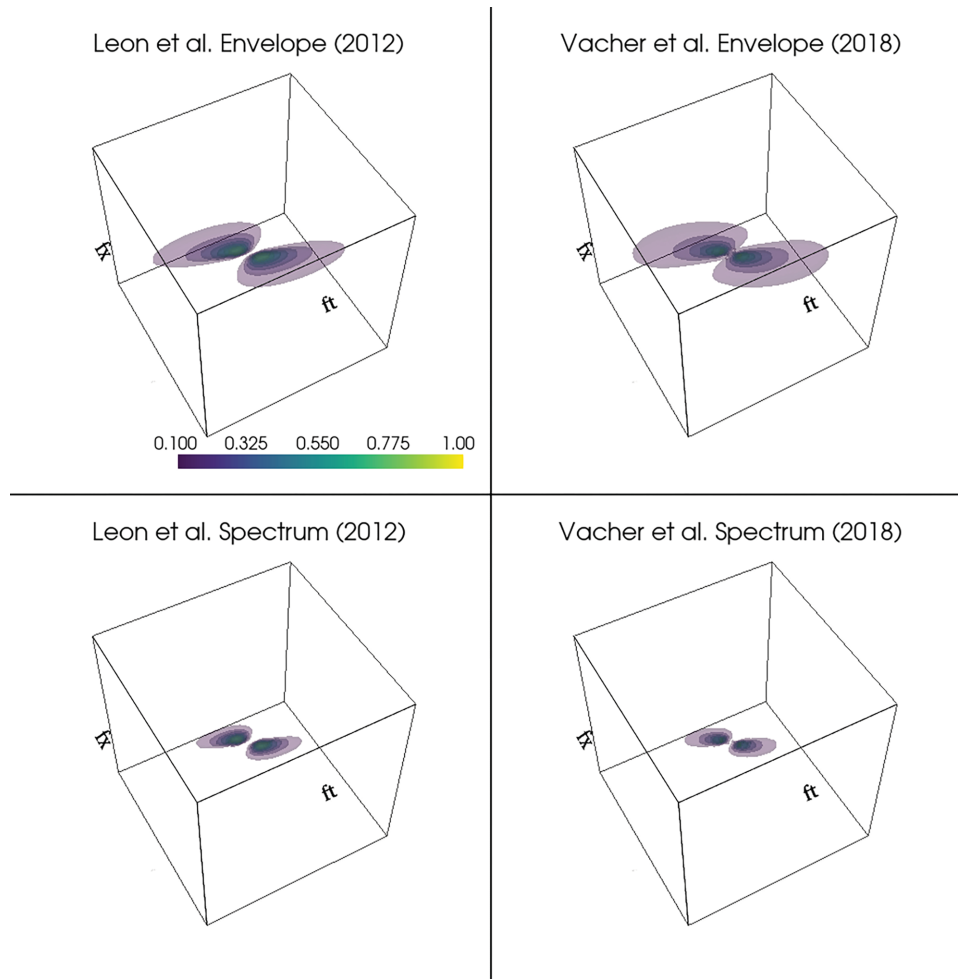 Leon et al. Envelope (2012)
Vacher et al. Envelope (2018)
fx
ft
fx
ft
0.100 0.325 0.550 0.775 1.00
Leon et al. Spectrum (2012)
Vacher et al. Spectrum (2018)
fx
ft
fx
ft